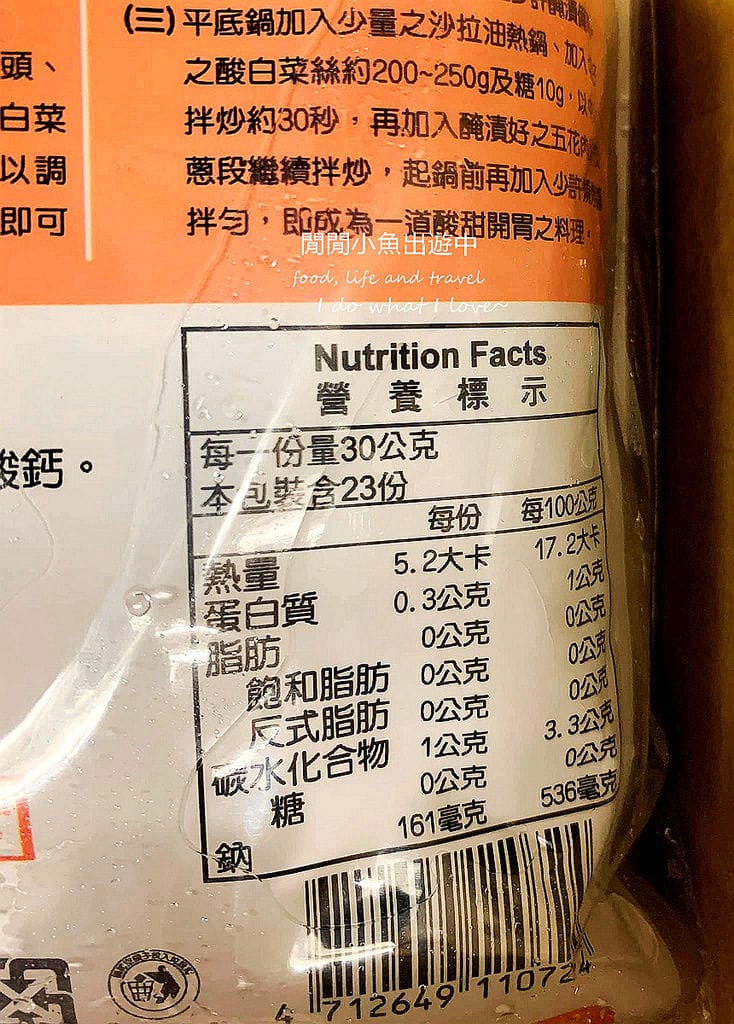 (三)平底鍋加入少量之沙拉油熱鍋、加入
頭、
之酸白菜絲約200~250g及糖10g,以
白菜
拌炒約30秒,再加入醃漬好之五花肉
以調
蔥段繼續拌炒,起鍋前再加入少許
即可
拌勻,即成為一道酸甜開胃之料理。
閒閒小魚出遊中
food, life and travel
I do what I love~
Nutrition Facts
營養標示
酸鈣。
每一份量30公克
本包裝含23份
每份 每100公克
熱量 5.2大卡 17.2大卡
蛋白質 0.3公克 1公克
脂肪 0公克 0公克
飽和脂肪 0公克 0公克
反式脂肪 0公克 0公克
碳水化合物 1公克 3.3公克
糖 0公克 0公克
鈉 161毫克 536毫克
4 712649 110724